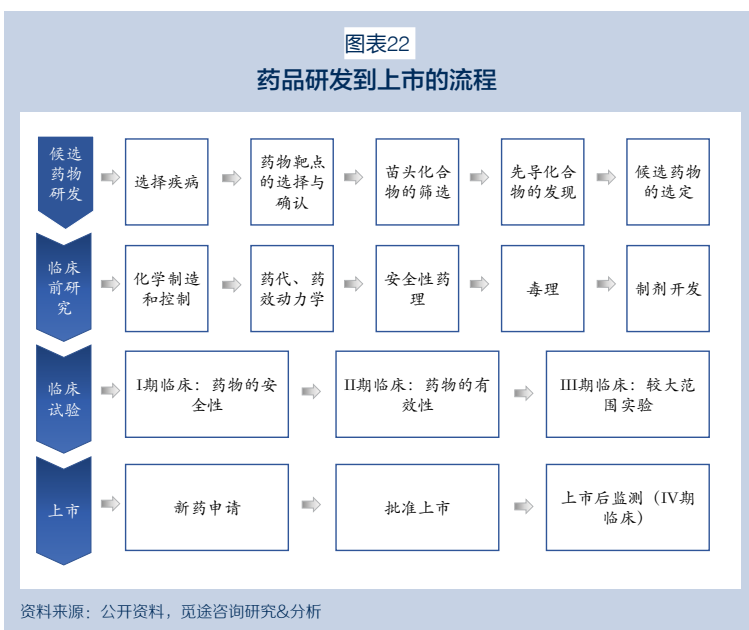 图表22
药品研发到上市的流程
候选
药物
研发
选择疾病
药物靶点
的选择与
确认
苗头化合
物的筛选
先导化合
物的发现
候选药物
的选定
临床
前研
究
化学制造
和控制
药代、药
效动力学
安全性药
理
毒理
制剂开发
临床
试验
I期临床：药物的安
全性
II期临床：药物的有
效性
III期临床：较大范
围实验
上市
新药申请
批准上市
上市后监测（IV期
临床）
资料来源：公开资料，觅途咨询研究&分析